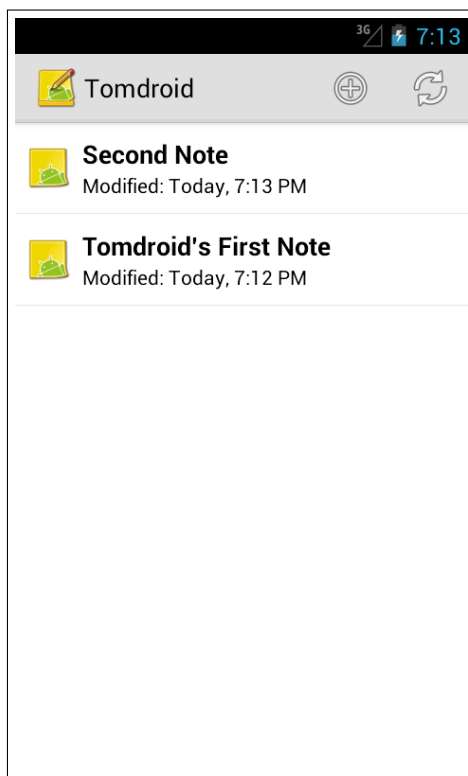 3G 7:13
Tomdroid
Second Note
Modified: Today, 7:13 PM
Tomdroid's First Note
Modified: Today, 7:12 PM